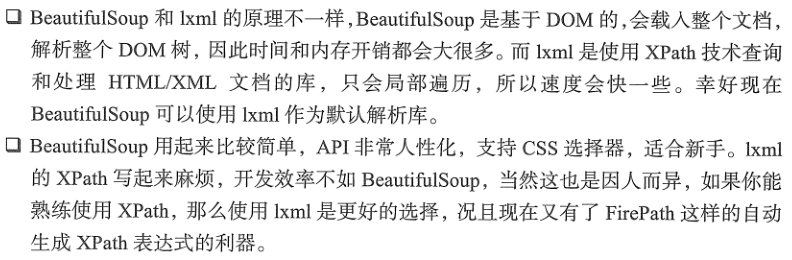 ❏ BeautifulSoup 和 lxml 的原理不一样,BeautifulSoup 是基于 DOM 的,会载入整个文档,
解析整个 DOM 树，因此时间和内存开销都会大很多。而 lxml 是使用 XPath 技术查询
和处理 HTML/XML 文档的库，只会局部遍历，所以速度会快一些。幸好现在
BeautifulSoup 可以使用 lxml 作为默认解析库。
❏ BeautifulSoup 用起来比较简单，API 非常人性化，支持 CSS 选择器，适合新手。lxml
的 XPath 写起来麻烦，开发效率不如 BeautifulSoup，当然这也是因人而异，如果你能
熟练使用 XPath，那么使用 lxml 是更好的选择，况且现在又有了 FirePath 这样的自动
生成 XPath 表达式的利器。